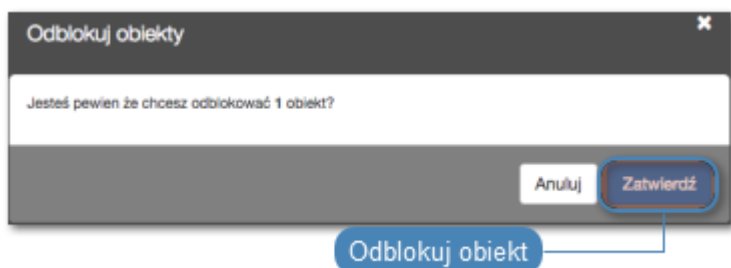 Odblokuj obiekty
Jesteś pewien że chcesz odblokować 1 obiekt?
Anuluj
Zatwierdź
Odblokuj obiekt